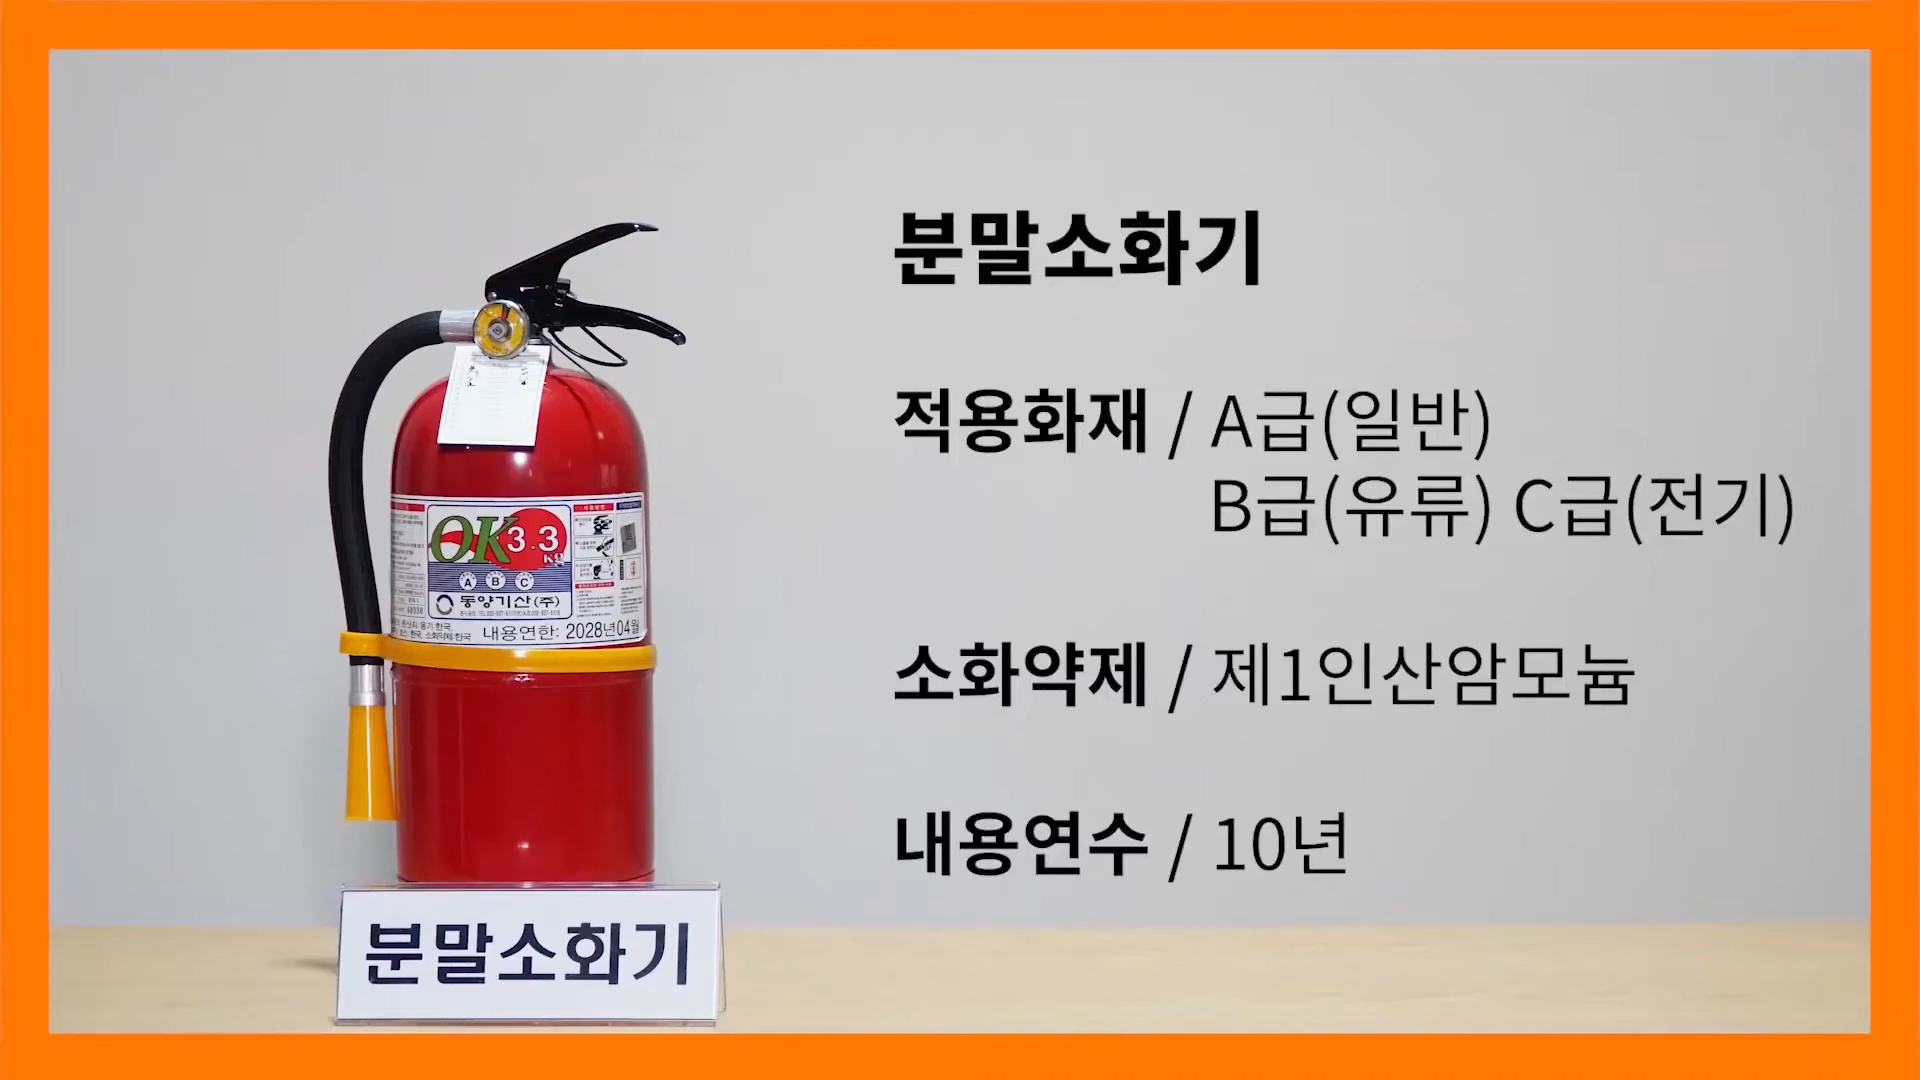 분말소화기
적용화재 / A급(일반)
B급(유류) C급(전기)
소화약제 / 제1인산암모늄
내용연수 / 10년
OK 3.3 KG
A B C
동양기산(주)
내용연한: 2028년04월
분말소화기